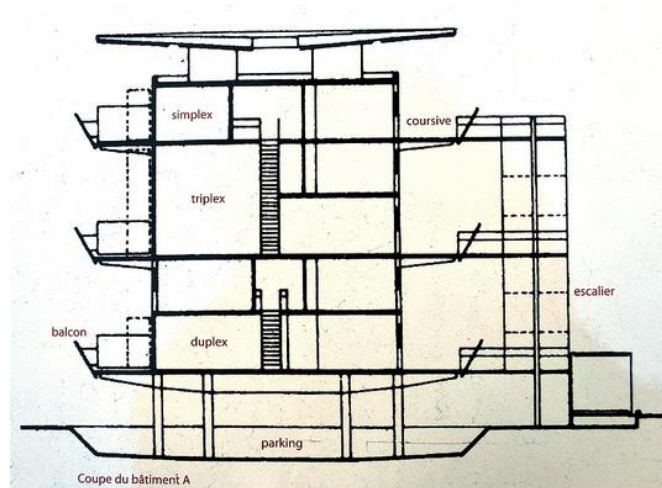 simplex
coursive
triplex
escalier
balcon
duplex
parking
Coupe du bâtiment A